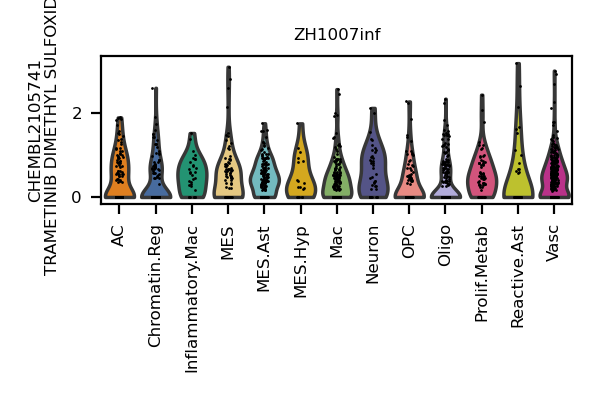 ZH1007inf
CHEMBL2105741
TRAMETINIB DIMETHYL SULFOXID
2
0
AC
Chromatin.Reg
Inflammatory.Mac
MES
MES.Ast
MES.Hyp
Mac
Neuron
OPC
Oligo
Prolif.Metab
Reactive.Ast
Vasc